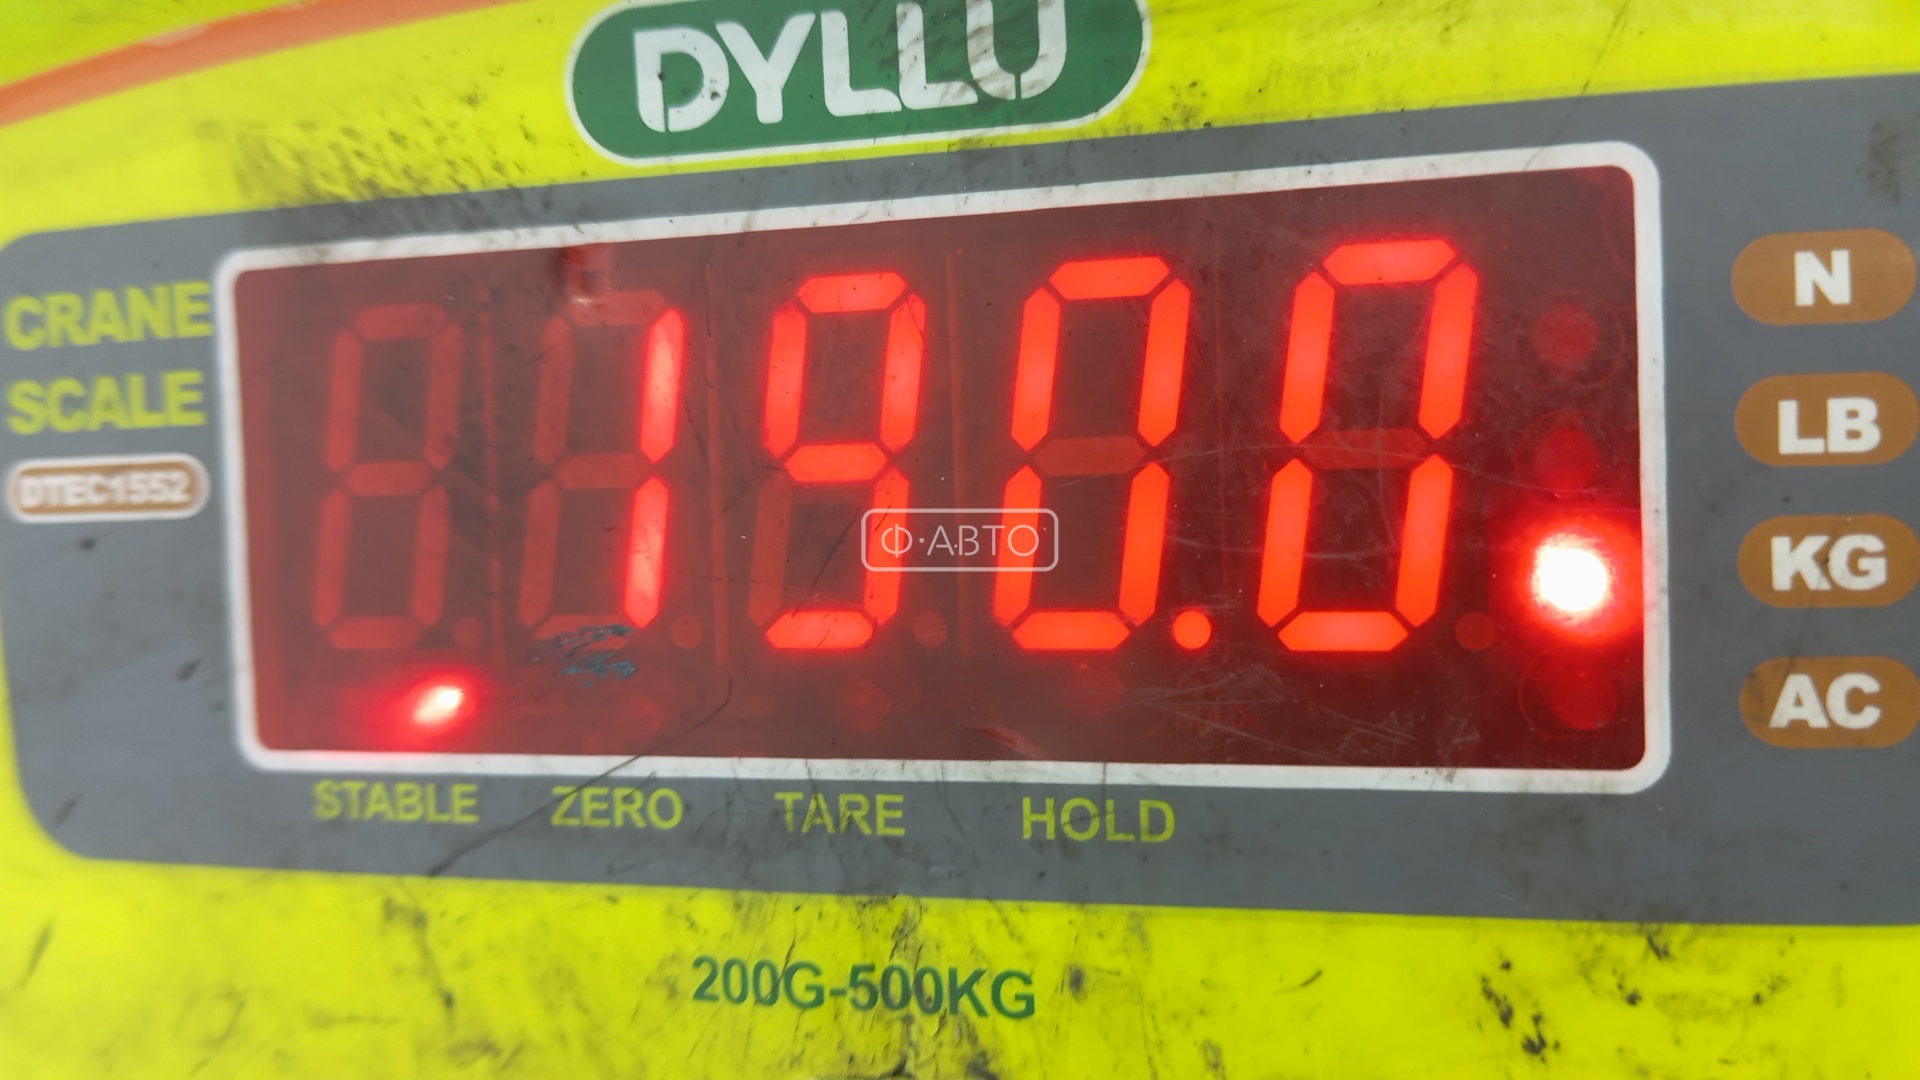 DYLLU
CRANE
SCALE
DTEC1552
190.0
N
LB
KG
AC
Ф·АВТО
STABLE ZERO TARE HOLD
200G-500KG